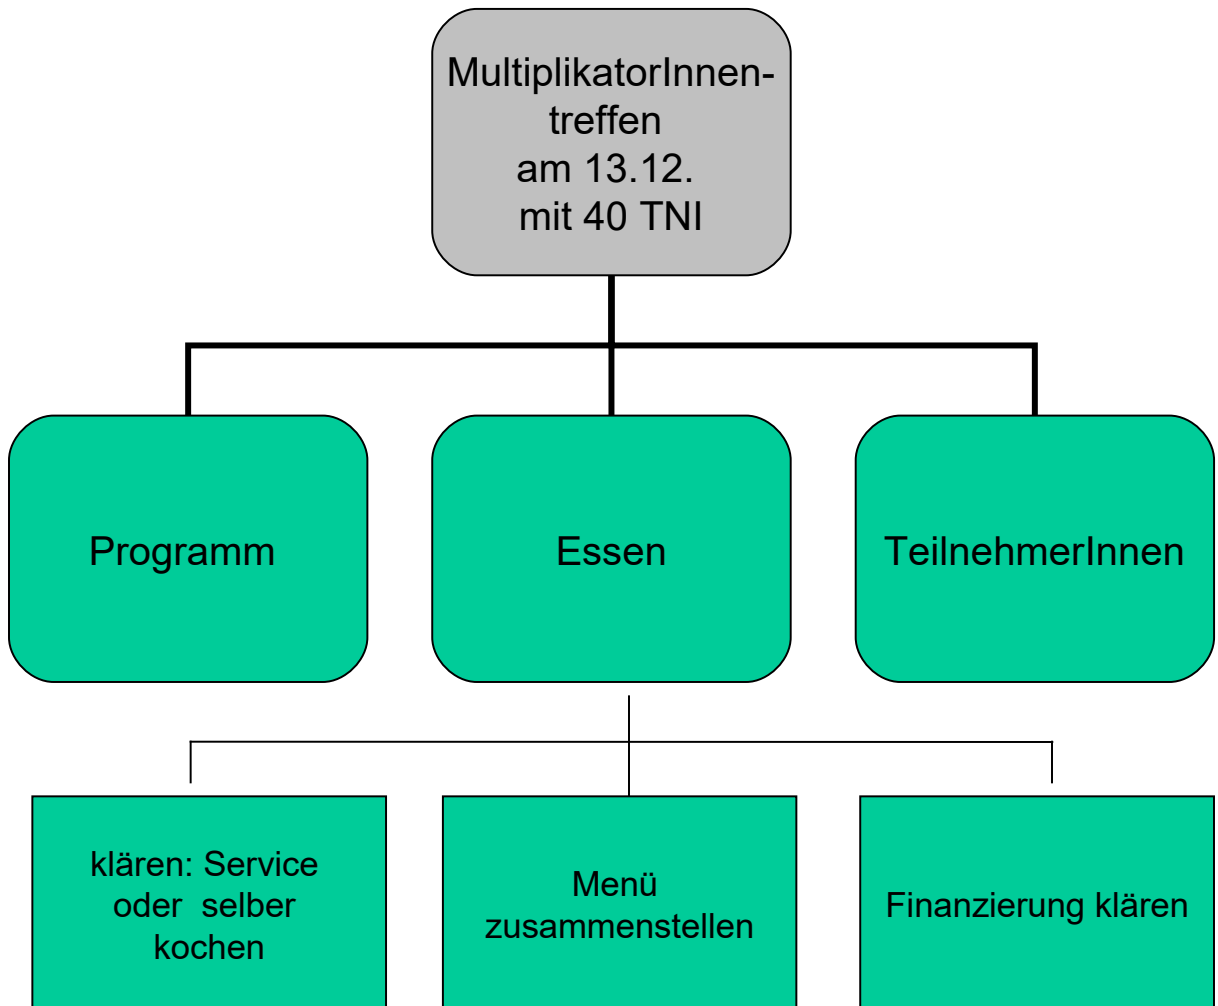 MultiplikatorInnen-
treffen
am 13.12.
mit 40 TNI
Programm
Essen
TeilnehmerInnen
klären: Service
oder selber
kochen
Menü
zusammenstellen
Finanzierung klären